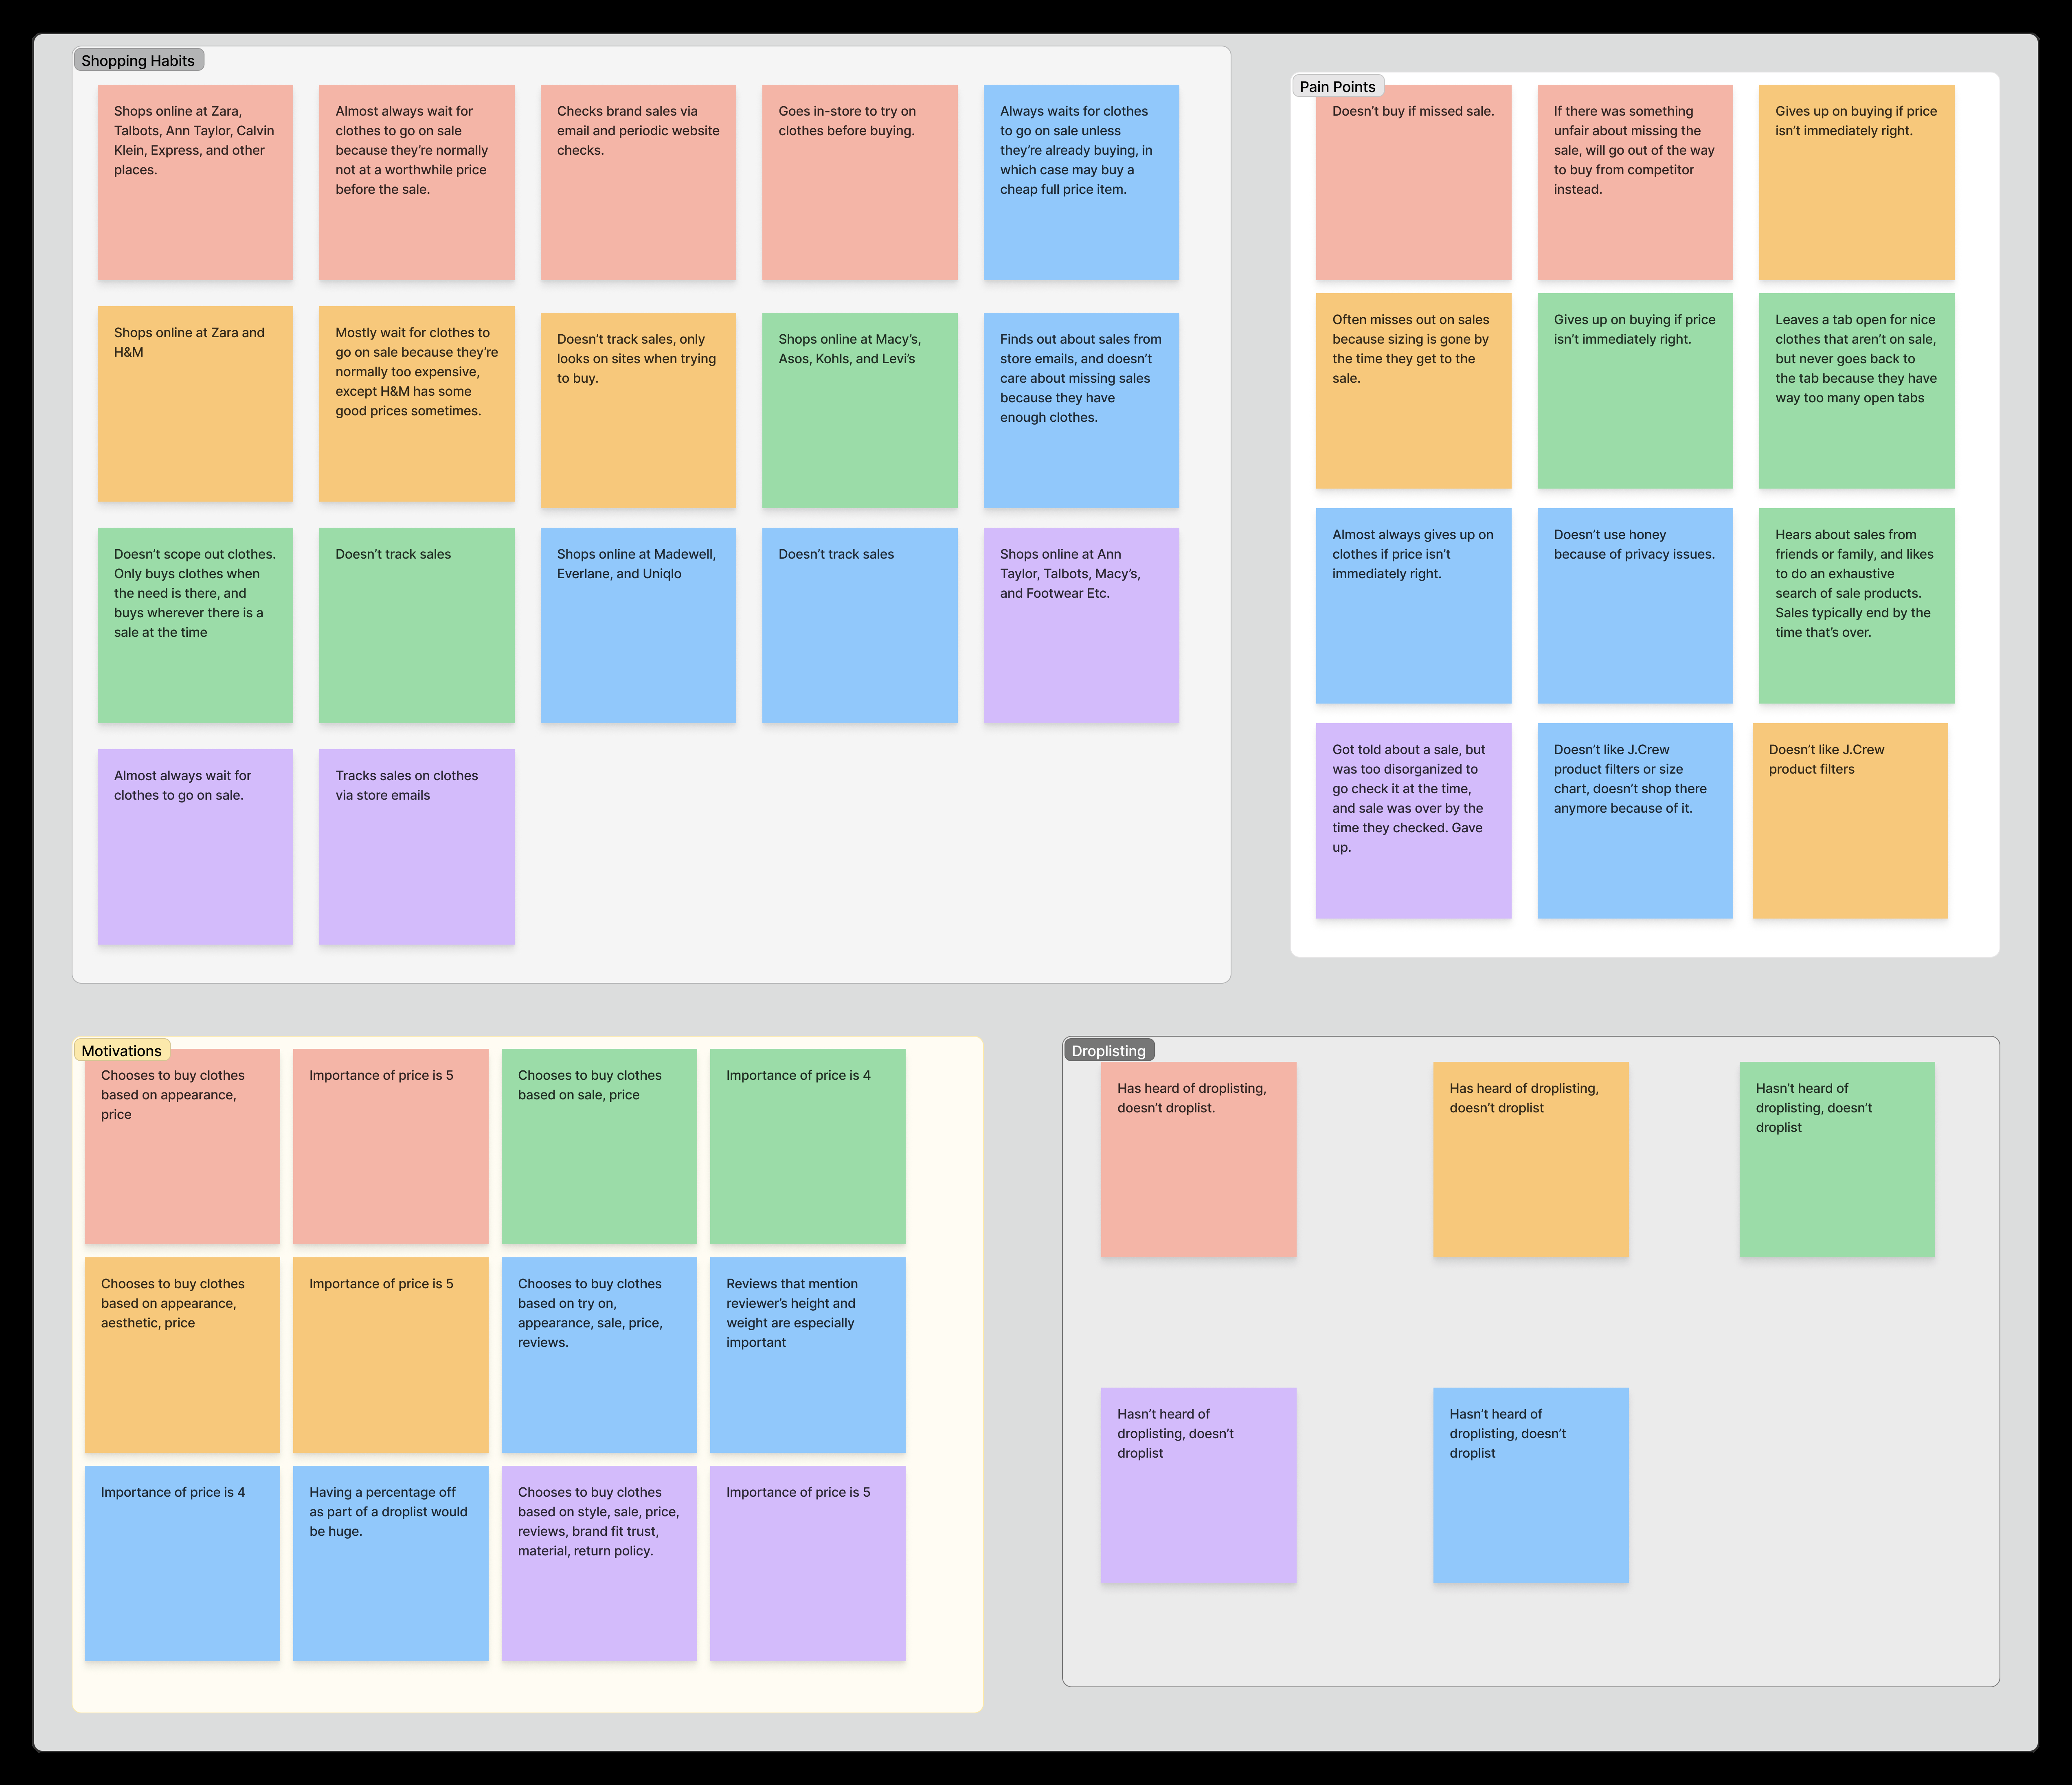 Shopping Habits
Shops online at Zara,
Talbots, Ann Taylor, Calvin
Klein, Express, and other
places.
Almost always wait for
clothes to go on sale
because they’re normally
not at a worthwhile price
before the sale.
Checks brand sales via
email and periodic website
checks.
Goes in-store to try on
clothes before buying.
Always waits for clothes
to go on sale unless
they’re already buying, in
which case may buy a
cheap full price item.
Shops online at Zara and
H&M
Mostly wait for clothes to
go on sale because they’re
normally too expensive,
except H&M has some
good prices sometimes.
Doesn’t track sales, only
looks on sites when trying
to buy.
Shops online at Macy’s,
Asos, Kohls, and Levi’s
Finds out about sales from
store emails, and doesn’t
care about missing sales
because they have
enough clothes.
Doesn’t scope out clothes.
Only buys clothes when
the need is there, and
buys wherever there is a
sale at the time
Doesn’t track sales
Shops online at Madewell,
Everlane, and Uniqlo
Doesn’t track sales
Shops online at Ann
Taylor, Talbots, Macy’s,
and Footwear Etc.
Almost always wait for
clothes to go on sale.
Tracks sales on clothes
via store emails
Pain Points
Doesn’t buy if missed sale.
If there was something
unfair about missing the
sale, will go out of the way
to buy from competitor
instead.
Gives up on buying if price
isn’t immediately right.
Often misses out on sales
because sizing is gone by
the time they get to the
sale.
Gives up on buying if price
isn’t immediately right.
Leaves a tab open for nice
clothes that aren’t on sale,
but never goes back to
the tab because they have
way too many open tabs
Almost always gives up on
clothes if price isn’t
immediately right.
Doesn’t use honey
because of privacy issues.
Hears about sales from
friends or family, and likes
to do an exhaustive
search of sale products.
Sales typically end by the
time that’s over.
Got told about a sale, but
was too disorganized to
go check it at the time,
and sale was over by the
time they checked. Gave
up.
Doesn’t like J.Crew
product filters or size
chart, doesn’t shop there
anymore because of it.
Doesn’t like J.Crew
product filters
Motivations
Chooses to buy clothes
based on appearance,
price
Importance of price is 5
Chooses to buy clothes
based on sale, price
Importance of price is 4
Chooses to buy clothes
based on appearance,
aesthetic, price
Importance of price is 5
Chooses to buy clothes
based on try on,
appearance, sale, price,
reviews.
Reviews that mention
reviewer’s height and
weight are especially
important
Importance of price is 4
Having a percentage off
as part of a droplist would
be huge.
Chooses to buy clothes
based on style, sale, price,
reviews, brand fit trust,
material, return policy.
Importance of price is 5
Droplisting
Has heard of droplisting,
doesn’t droplist.
Has heard of droplisting,
doesn’t droplist
Hasn’t heard of
droplisting, doesn’t
droplist
Hasn’t heard of
droplisting, doesn’t
droplist
Hasn’t heard of
droplisting, doesn’t
droplist